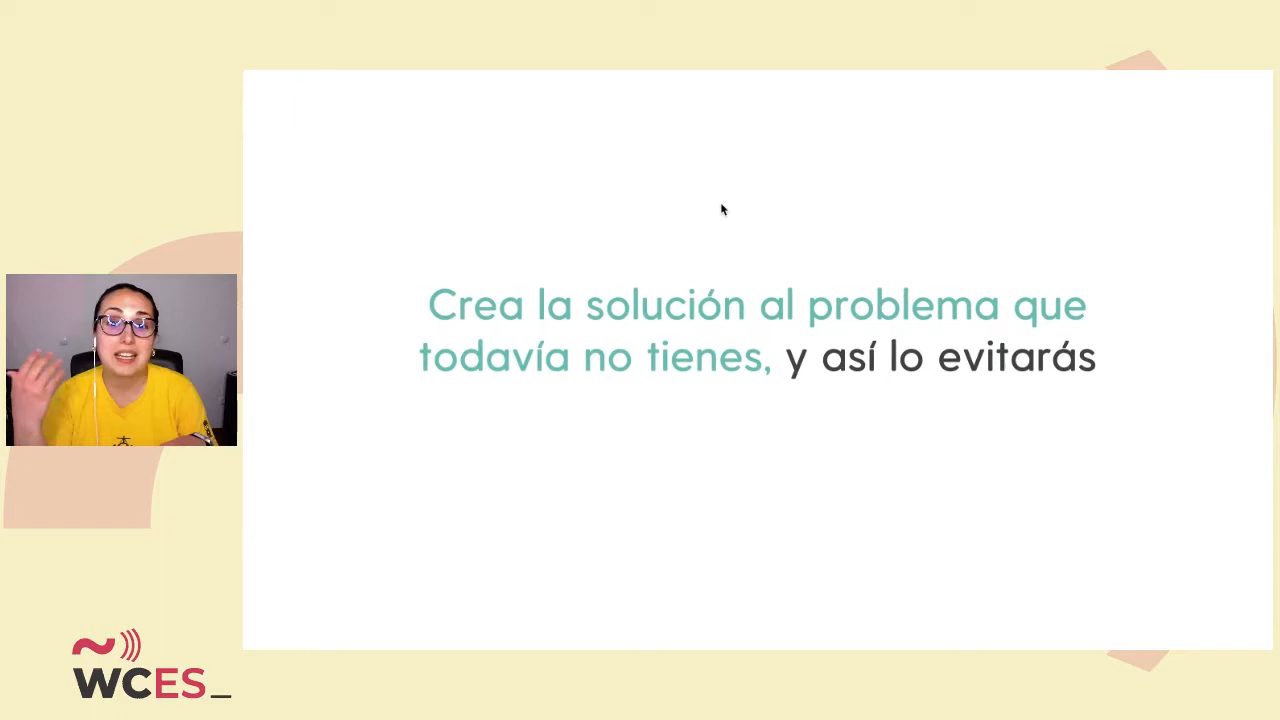 Crea la solución al problema que
todavía no tienes, y así lo evitarás
WCES_